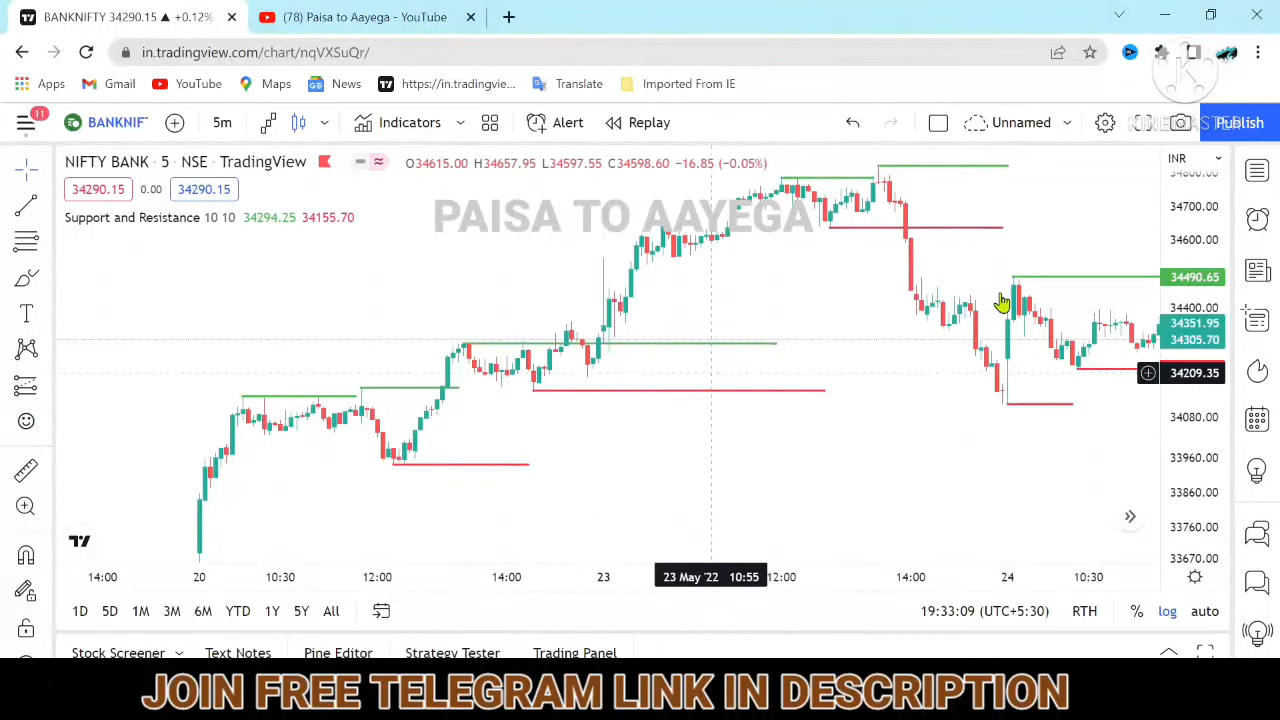 BANKNIFTY 34290.15 ▲ +0.12%
(78) Paisa to Aayega - YouTube
in.tradingview.com/chart/nqVXSuQr/
Apps Gmail YouTube Maps News https://in.tradingvie... Translate Imported From IE
11 BANKNIF 5m Indicators Alert Replay Unnamed Publish
KINEMASTER
NIFTY BANK · 5 · NSE · TradingView O34615.00 H34657.95 L34597.55 C34598.60 −16.85 (−0.05%)
INR
34290.15 0.00 34290.15
Support and Resistance 10 10 34294.25 34155.70
PAISA TO AAYEGA
34800.00
34700.00
34600.00
34490.65
34400.00
34351.95
34305.70
34209.35
34080.00
33960.00
33860.00
33760.00
33670.00
14:00 20 10:30 12:00 14:00 23 23 May '22 10:55 12:00 14:00 24 10:30
1D 5D 1M 3M 6M YTD 1Y 5Y All 19:33:09 (UTC+5:30) RTH % log auto
Stock Screener Text Notes Pine Editor Strategy Tester Trading Panel
JOIN FREE TELEGRAM LINK IN DESCRIPTION